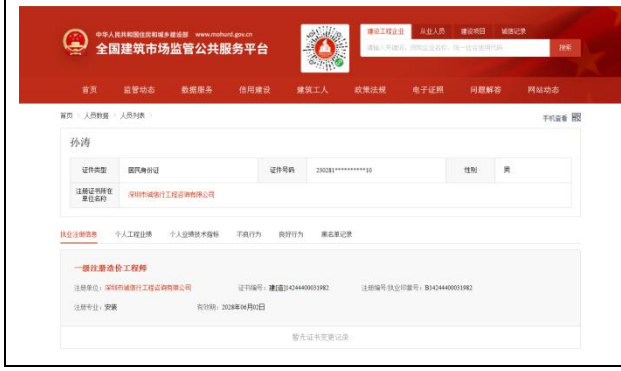 中华人民共和国住房和城乡建设部 www.mohurd.gov.cn
全国建筑市场监管公共服务平台
建设工程企业 从业人员 建设项目 诚信记录
搜索
首页 监管动态 数据服务 信用建设 建筑工人 政策法规 电子证照 问题解答 网站动态
首页 > 人员数据 > 人员列表 >
手机查看
孙涛
证件类型 居民身份证 证件号码 230281**********10 性别 男
注册证书所在单位名称 深圳市诚信行工程咨询有限公司
执业注册信息 个人工程业绩 个人业绩技术指标 不良行为 良好行为 黑名单记录
一级注册造价工程师
注册单位:深圳市诚信行工程咨询有限公司 证书编号:建[造]14244400031982 注册编号/执业印章号:B14244400031982
注册专业:安装 有效期:2028年06月02日
暂无证书变更记录